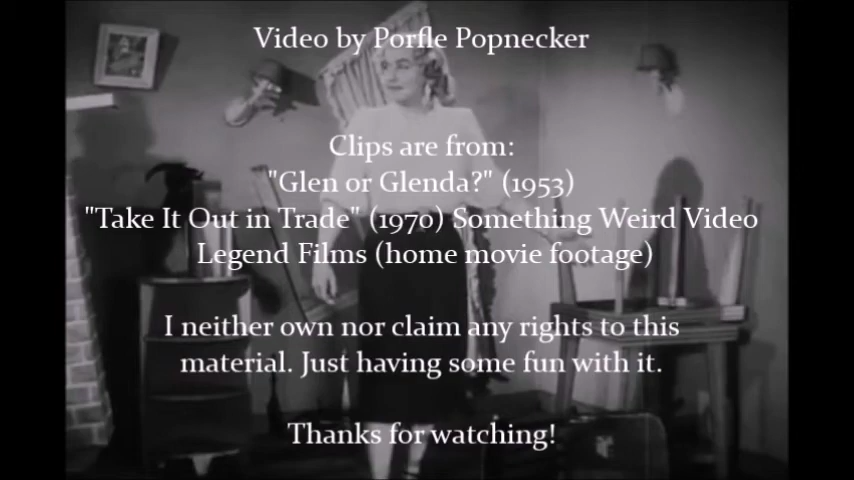 Video by Porfle Popnecker
Clips are from:
"Glen or Glenda?" (1953)
"Take It Out in Trade" (1970) Something Weird Video
Legend Films (home movie footage)
I neither own nor claim any rights to this
material. Just having some fun with it.
Thanks for watching!